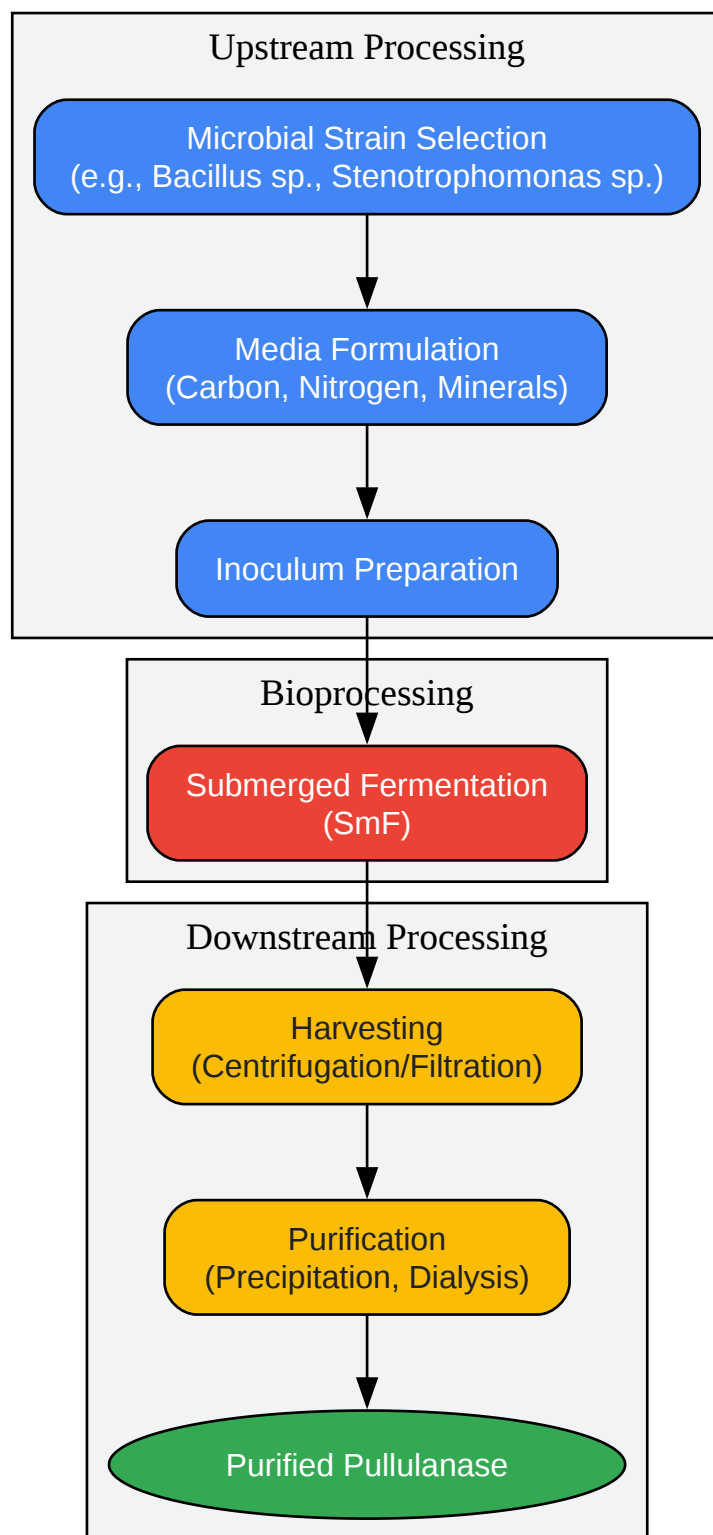 Upstream Processing
Microbial Strain Selection
(e.g., Bacillus sp., Stenotrophomonas sp.)
Media Formulation
(Carbon, Nitrogen, Minerals)
Inoculum Preparation
Bioprocessing
Submerged Fermentation
(SmF)
Downstream Processing
Harvesting
(Centrifugation/Filtration)
Purification
(Precipitation, Dialysis)
Purified Pullulanase